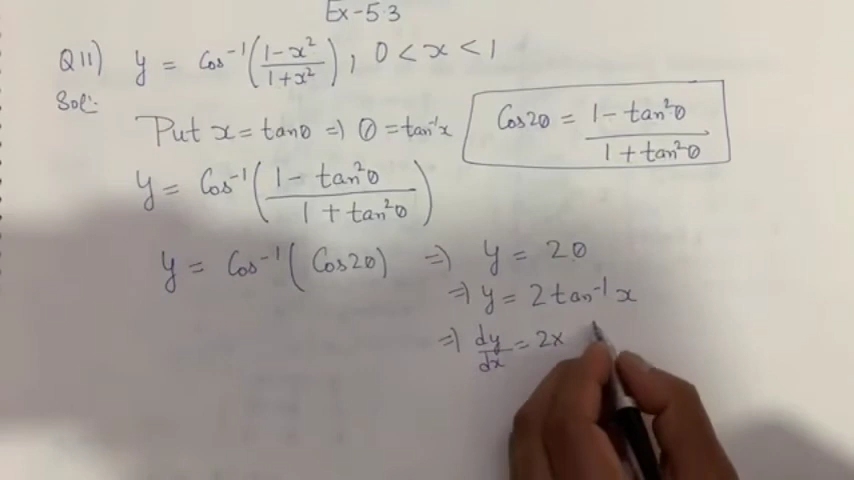 Ex-5.3
Q11) y = Cos⁻¹(1-x²/1+x²), 0 < x < 1
Sol:
Put x = tanθ ⇒ θ = tan⁻¹x
Cos2θ = 1 - tan²θ/1 + tan²θ
y = Cos⁻¹(1 - tan²θ/1 + tan²θ)
y = Cos⁻¹(Cos2θ) ⇒ y = 2θ
⇒ y = 2tan⁻¹x
⇒ dy/dx = 2×